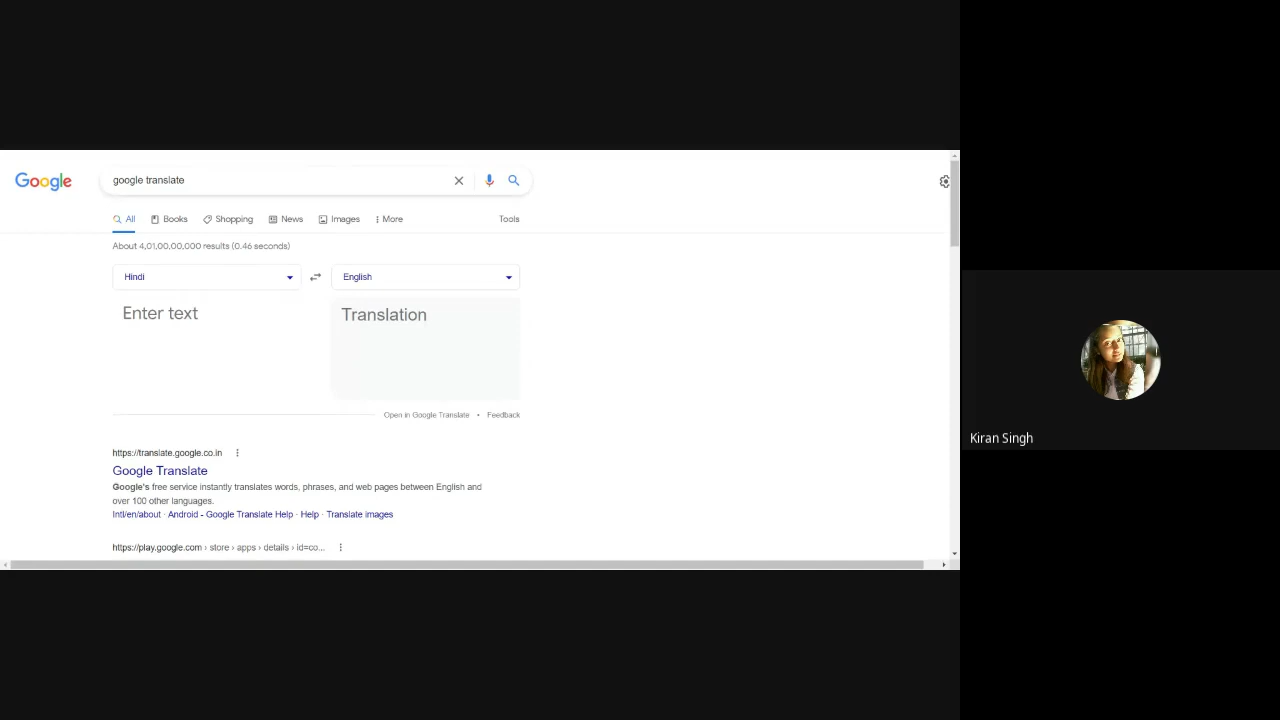 Google
google translate
All Books Shopping News Images More Tools
About 4,01,00,00,000 results (0.46 seconds)
Hindi English
Enter text Translation
Open in Google Translate • Feedback
https://translate.google.co.in
Google Translate
Google's free service instantly translates words, phrases, and web pages between English and
over 100 other languages.
Intl/en/about · Android - Google Translate Help · Help · Translate images
https://play.google.com › store › apps › details › id=co...
Kiran Singh